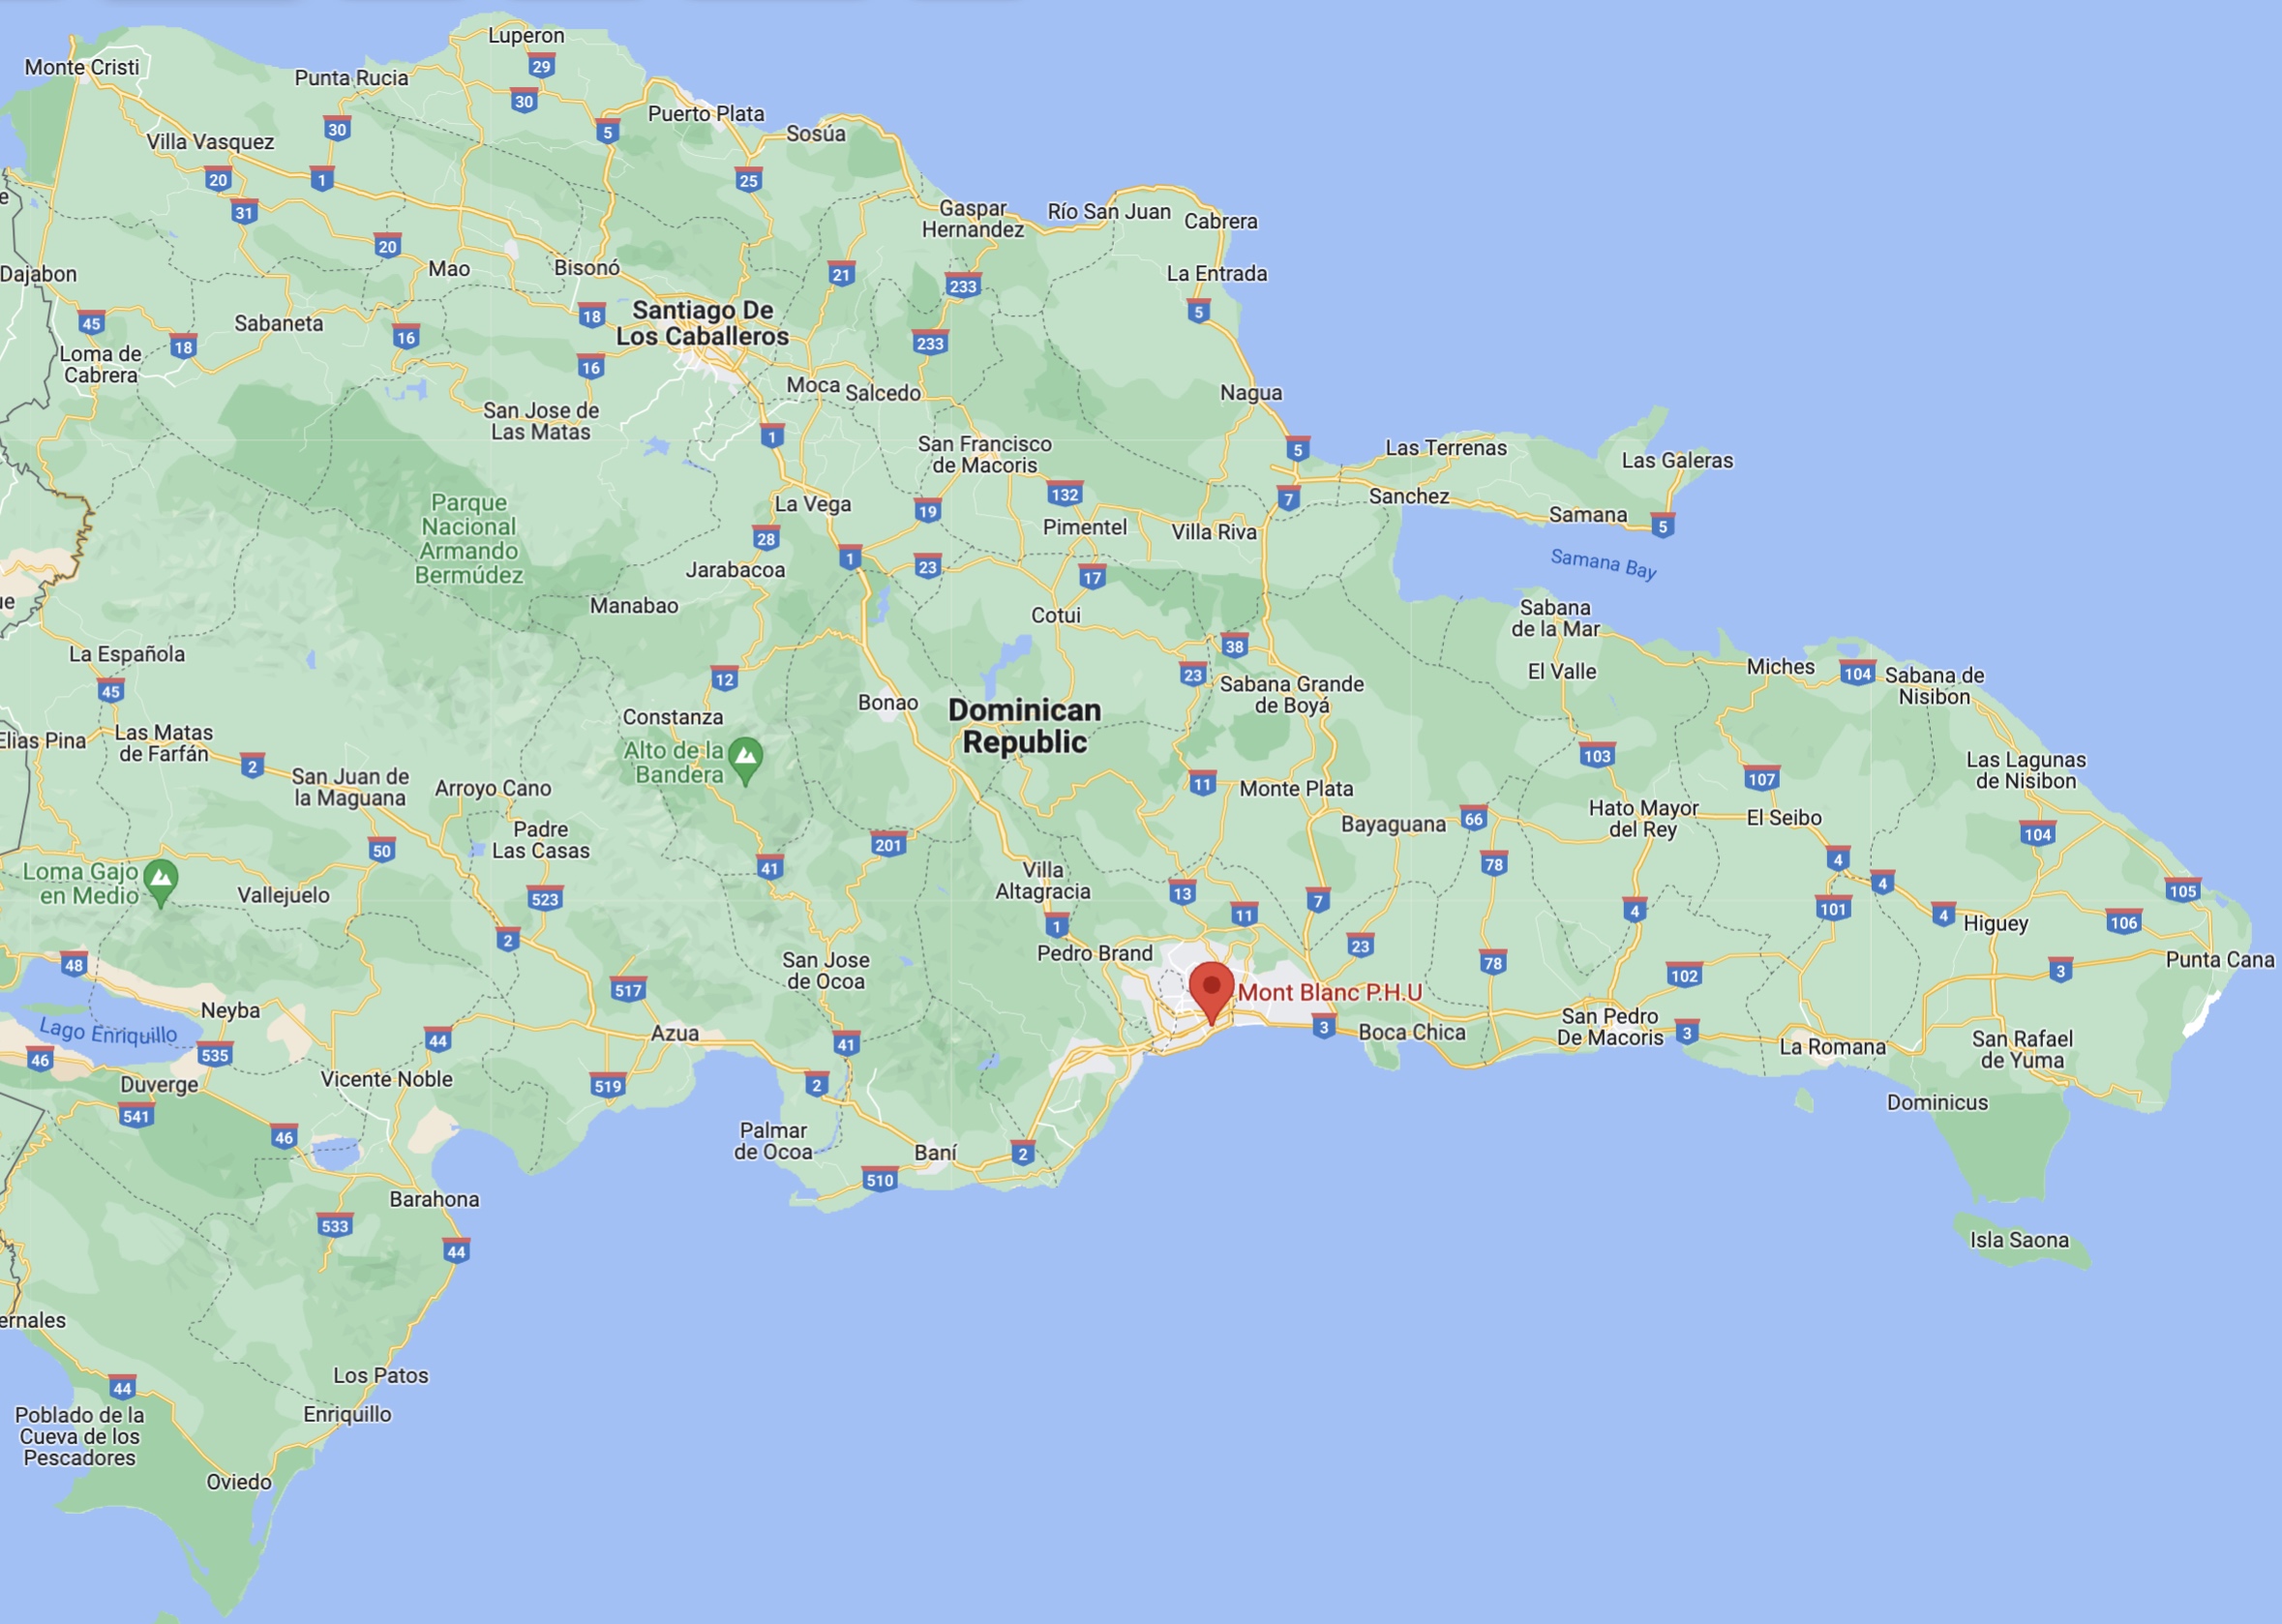 Luperon
29
Monte Cristi
Punta Rucia
30
30
Puerto Plata
5
Sosúa
Villa Vasquez
20
1
25
31
Gaspar
Hernandez
Río San Juan
Cabrera
20
Dajabon
Mao
Bisonó
21
233
La Entrada
5
45
Sabaneta
18
Santiago De
Los Caballeros
16
18
233
Loma de
Cabrera
16
Moca
Salcedo
Nagua
San Jose de
Las Matas
1
San Francisco
de Macoris
5
Las Terrenas
Las Galeras
132
7
Sanchez
Parque
Nacional
Armando
Bermúdez
La Vega
19
Samana
5
28
Pimentel
Villa Riva
1
23
Samana Bay
Jarabacoa
17
ue
Manabao
Cotui
Sabana
de la Mar
La Española
38
45
12
23
Sabana Grande
de Boyá
El Valle
Miches
104
Sabana de
Nisibon
Bonao
Dominican
Republic
Constanza
Elias Pina
Las Matas
de Farfán
Alto de la
Bandera
103
2
San Juan de
la Maguana
Arroyo Cano
11
Monte Plata
107
Las Lagunas
de Nisibon
Padre
Las Casas
Bayaguana
66
Hato Mayor
del Rey
El Seibo
50
201
104
41
78
4
Loma Gajo
en Medio
Vallejuelo
523
Villa
Altagracia
13
7
4
105
11
4
101
4
Higuey
106
2
1
48
Pedro Brand
23
78
Punta Cana
San Jose
de Ocoa
517
102
3
Mont Blanc P.H.U
Neyba
Lago Enriquillo
46
535
44
Azua
41
3
Boca Chica
San Pedro
De Macoris
3
La Romana
San Rafael
de Yuma
Duverge
Vicente Noble
519
2
541
Dominicus
46
Palmar
de Ocoa
Baní
2
510
Barahona
533
44
Isla Saona
ernales
Los Patos
44
Poblado de la
Cueva de los
Pescadores
Enriquillo
Oviedo